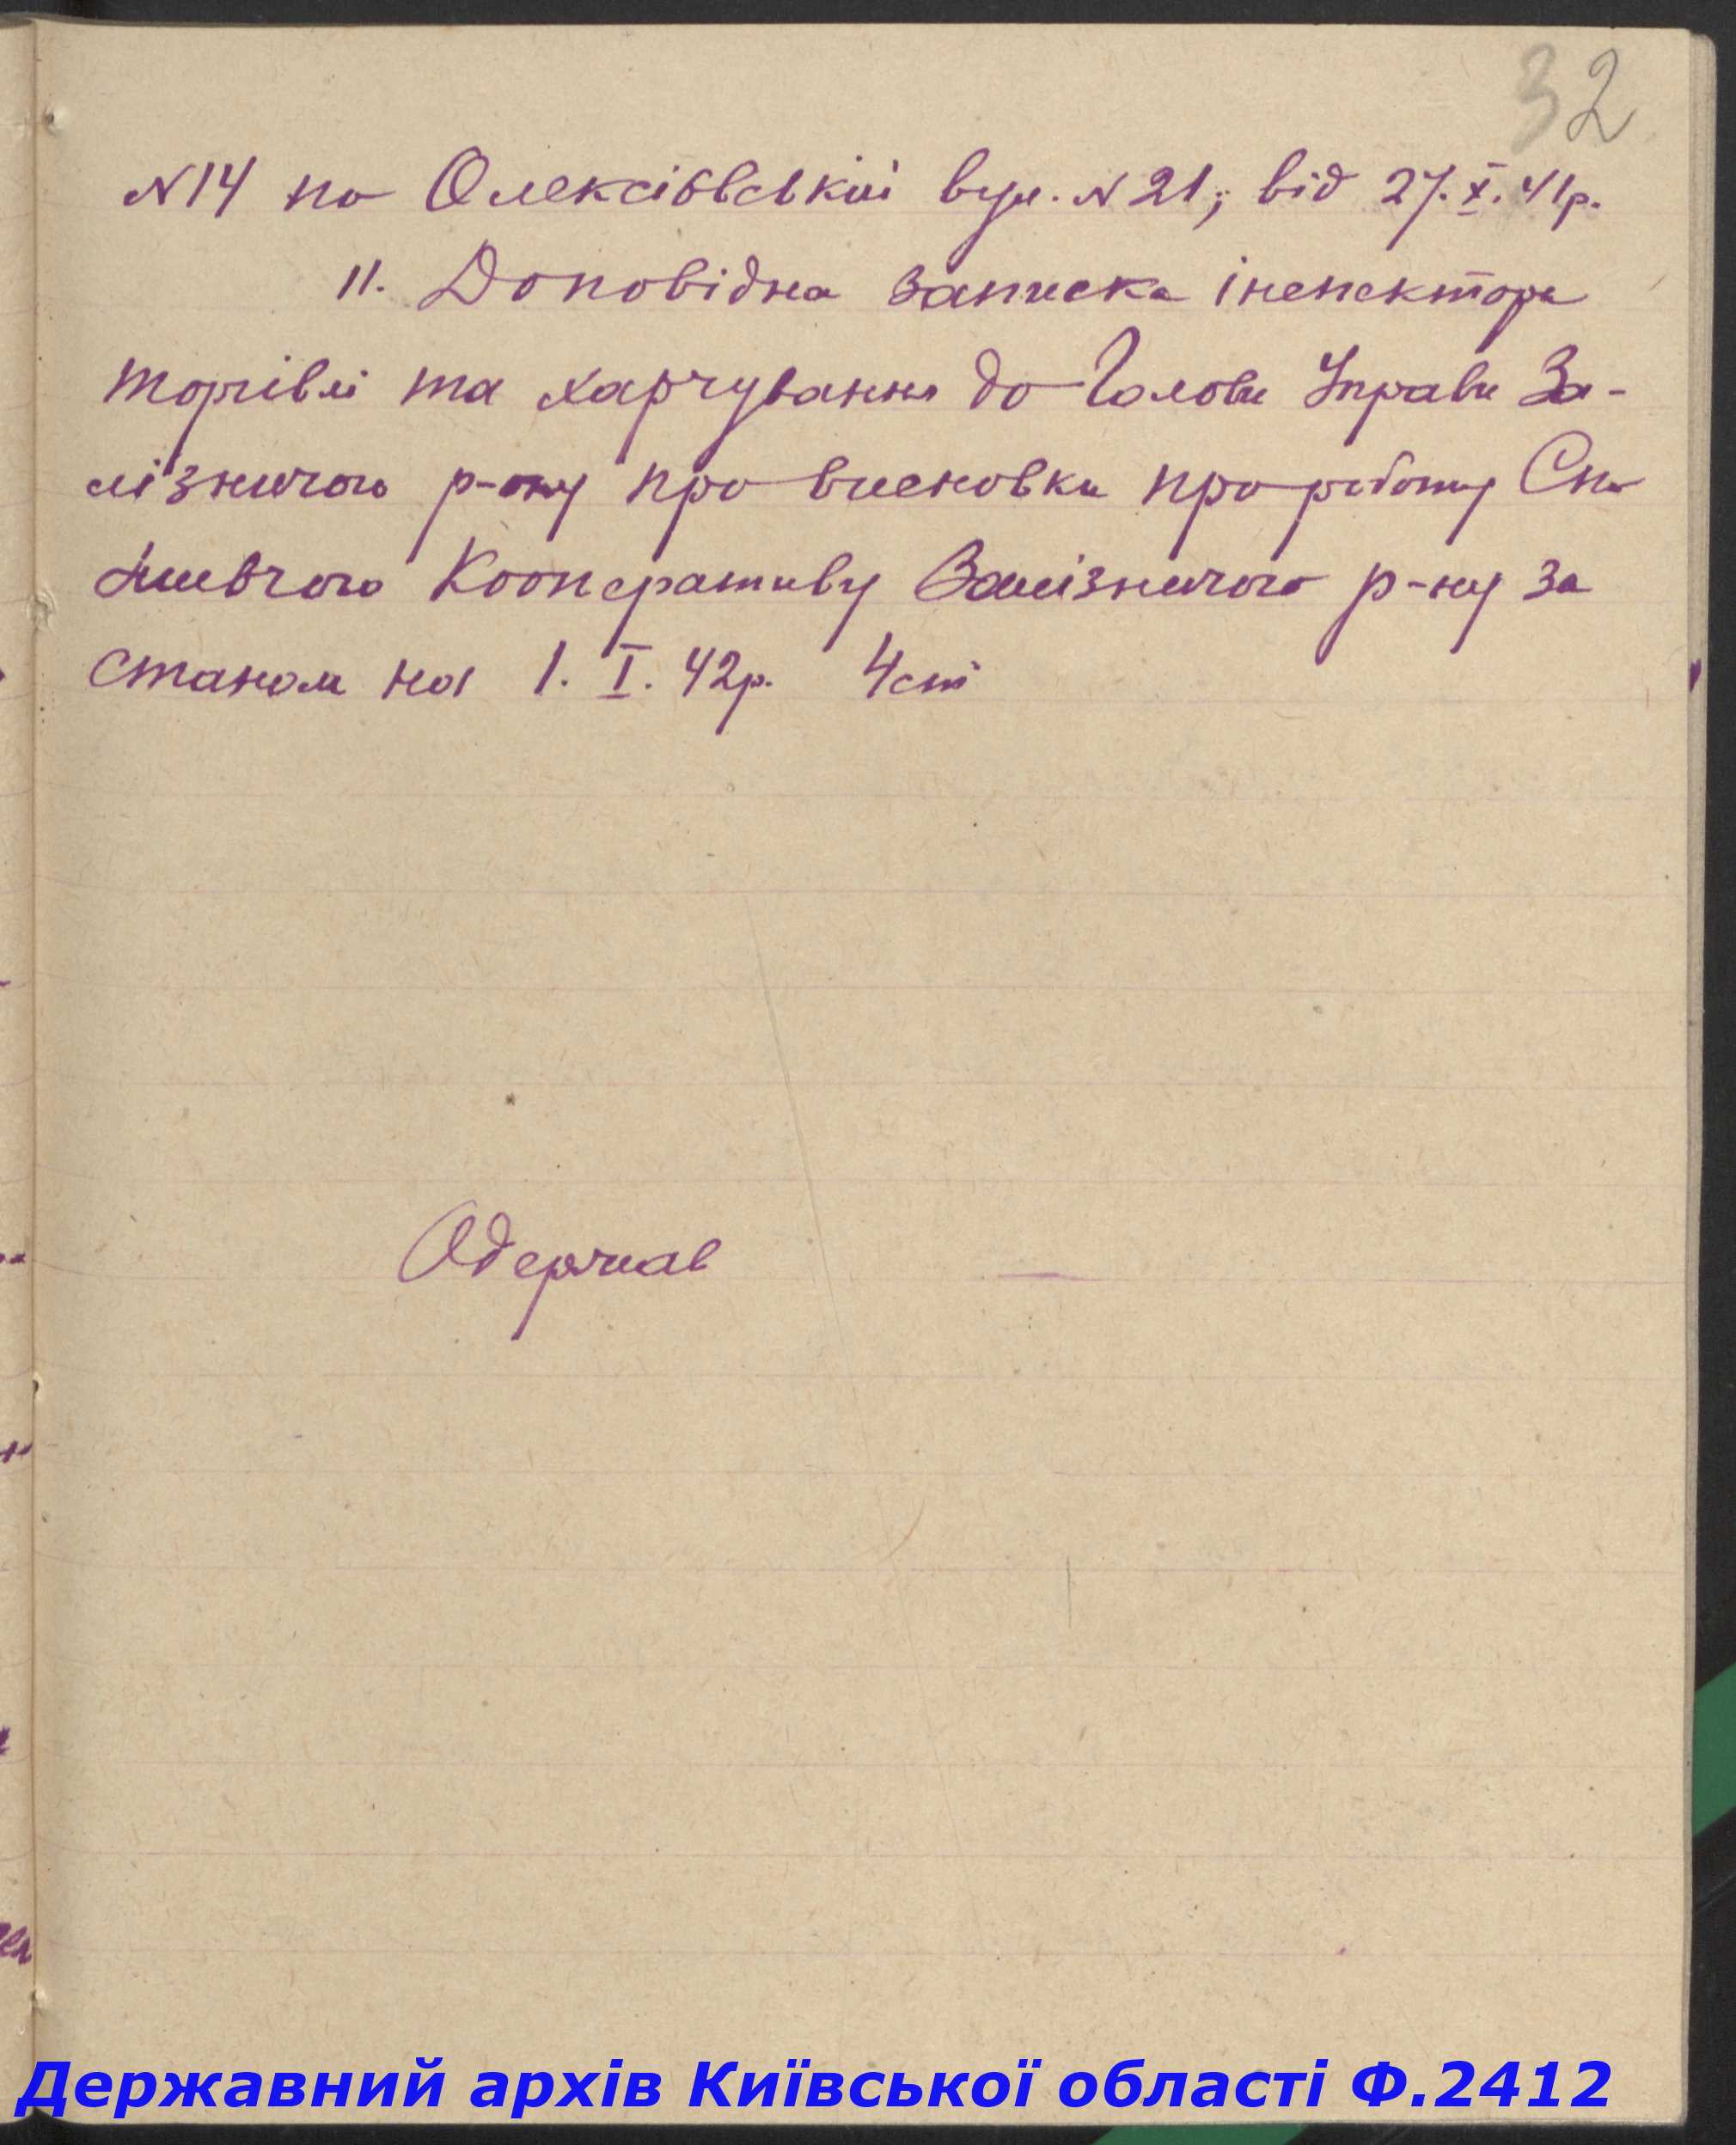 32
N14 по Олексіївській вул. N 21, від 27.X.41р.
11. Доповідна записка інспектора
торгівлі та харчування до Голови Управи За-
лізничого р-ону про висновки про роботу Спо
живчого Кооперативу Залізничого р-ну за
станом на 1. I. 42р. 4 ст
Одержав
Державний архів Київської області Ф.2412